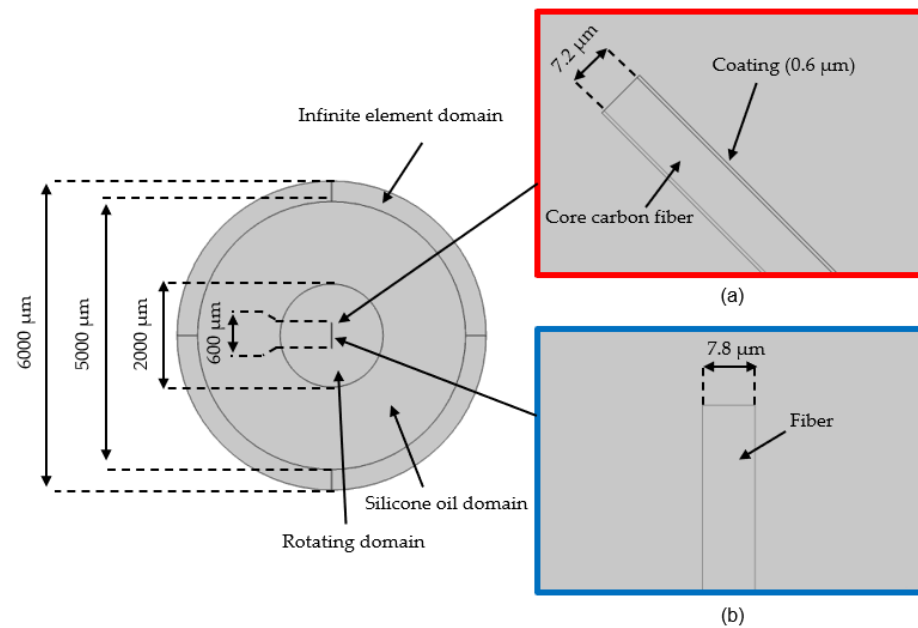 Infinite element domain
6000 µm
5000 µm
2000 µm
600 µm
Silicone oil domain
Rotating domain
7.2 µm
Coating (0.6 µm)
Core carbon fiber
(a)
7.8 µm
Fiber
(b)